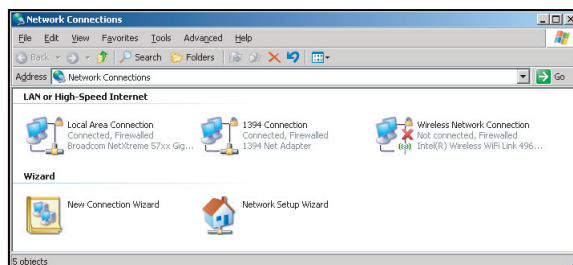 Network Connections
File Edit View Favorites Tools Advanced Help
Back Search Folders
Address Network Connections Go
LAN or High-Speed Internet
Local Area Connection
Connected, Firewalled
Broadcom NetXtreme 57xx Gig...
1394 Connection
Connected, Firewalled
1394 Net Adapter
Wireless Network Connection
Not connected, Firewalled
Intel(R) Wireless WiFi Link 496...
Wizard
New Connection Wizard
Network Setup Wizard
5 objects